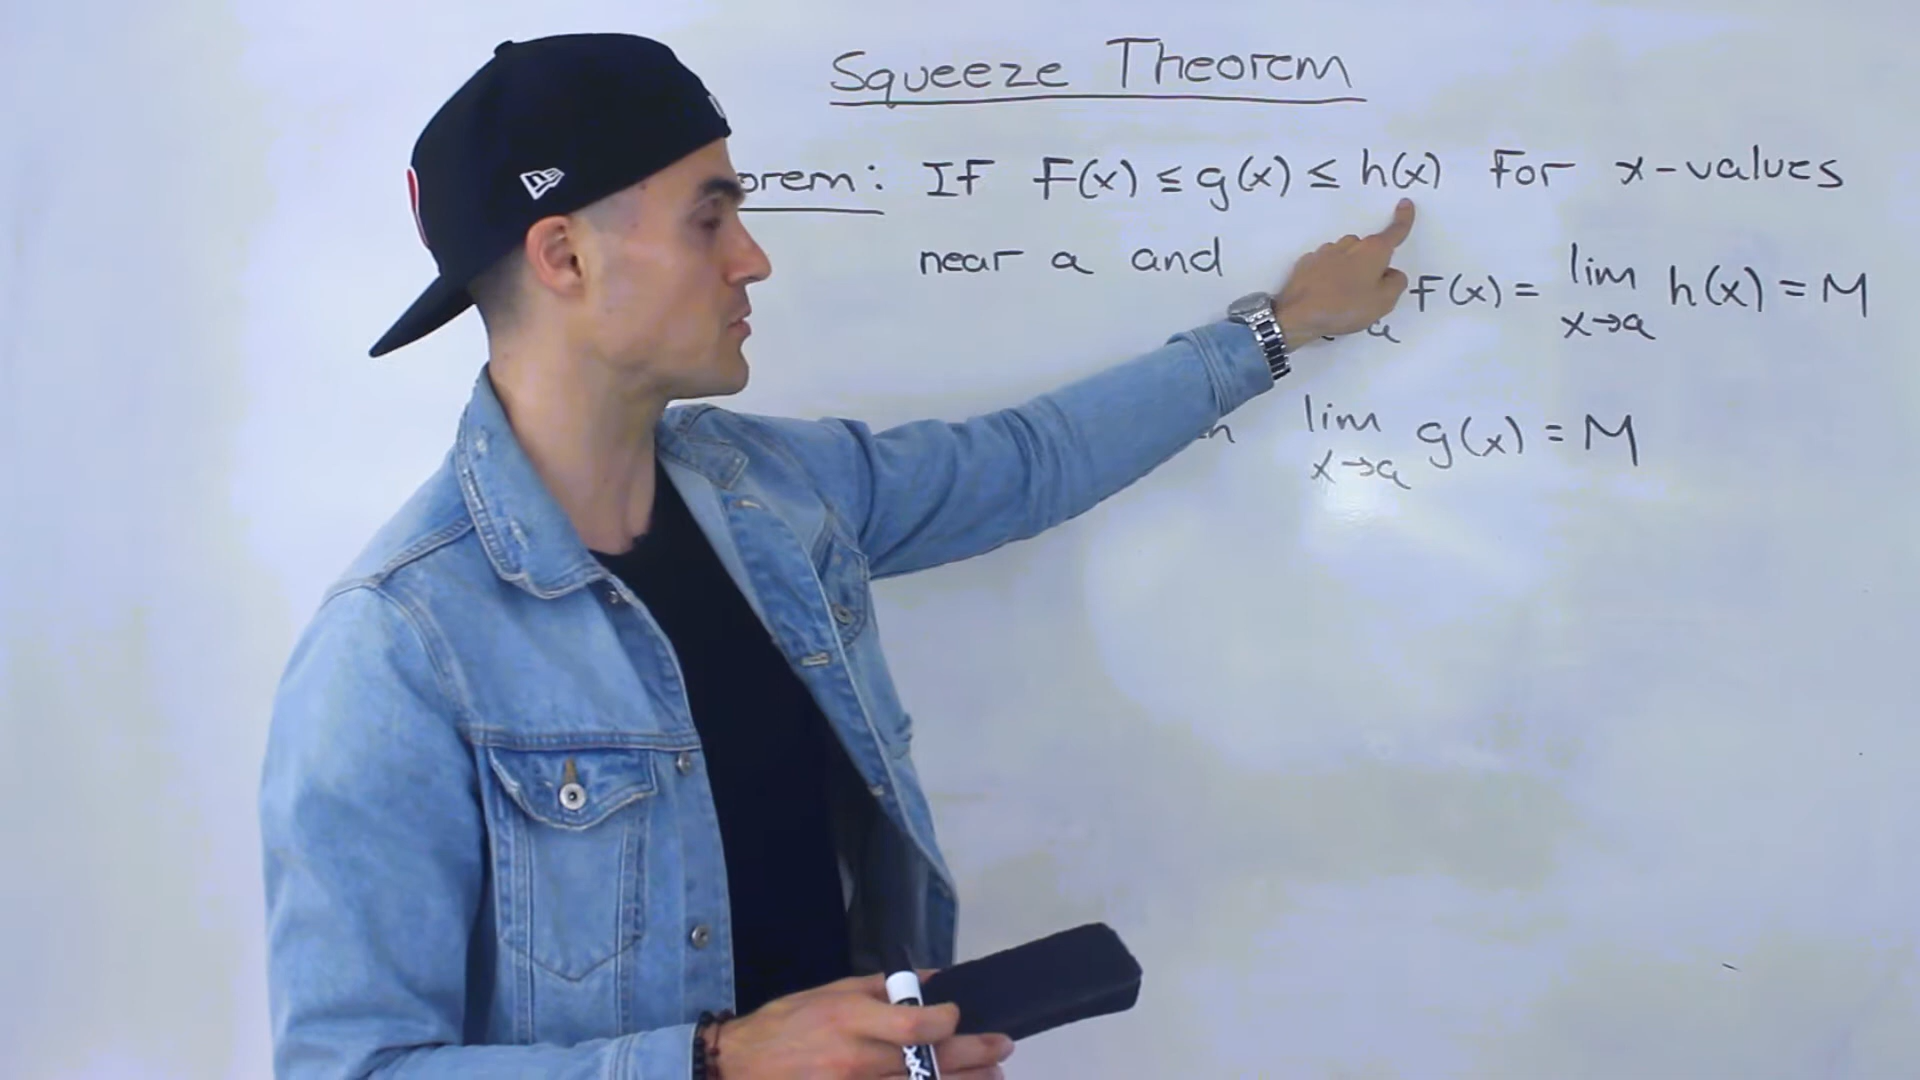 Squeeze Theorem
orem: If F(x) ≤ g(x) ≤ h(x) for x-values
near a and
F(x) = lim h(x) = M
a x→a
lim g(x) = M
x→a